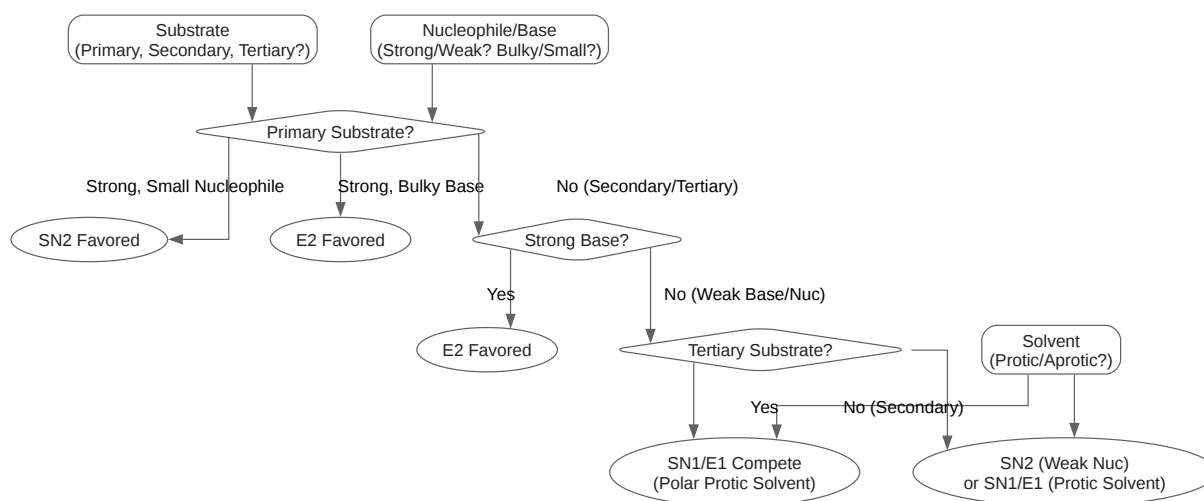 Substrate
(Primary, Secondary, Tertiary?)
Nucleophile/Base
(Strong/Weak? Bulky/Small?)
Primary Substrate?
Strong, Small Nucleophile
Strong, Bulky Base
No (Secondary/Tertiary)
SN2 Favored
E2 Favored
Strong Base?
Yes
No (Weak Base/Nuc)
E2 Favored
Tertiary Substrate?
Solvent
(Protic/Aprotic?)
Yes
No (Secondary)
SN1/E1 Compete
(Polar Protic Solvent)
SN2 (Weak Nuc)
or SN1/E1 (Protic Solvent)